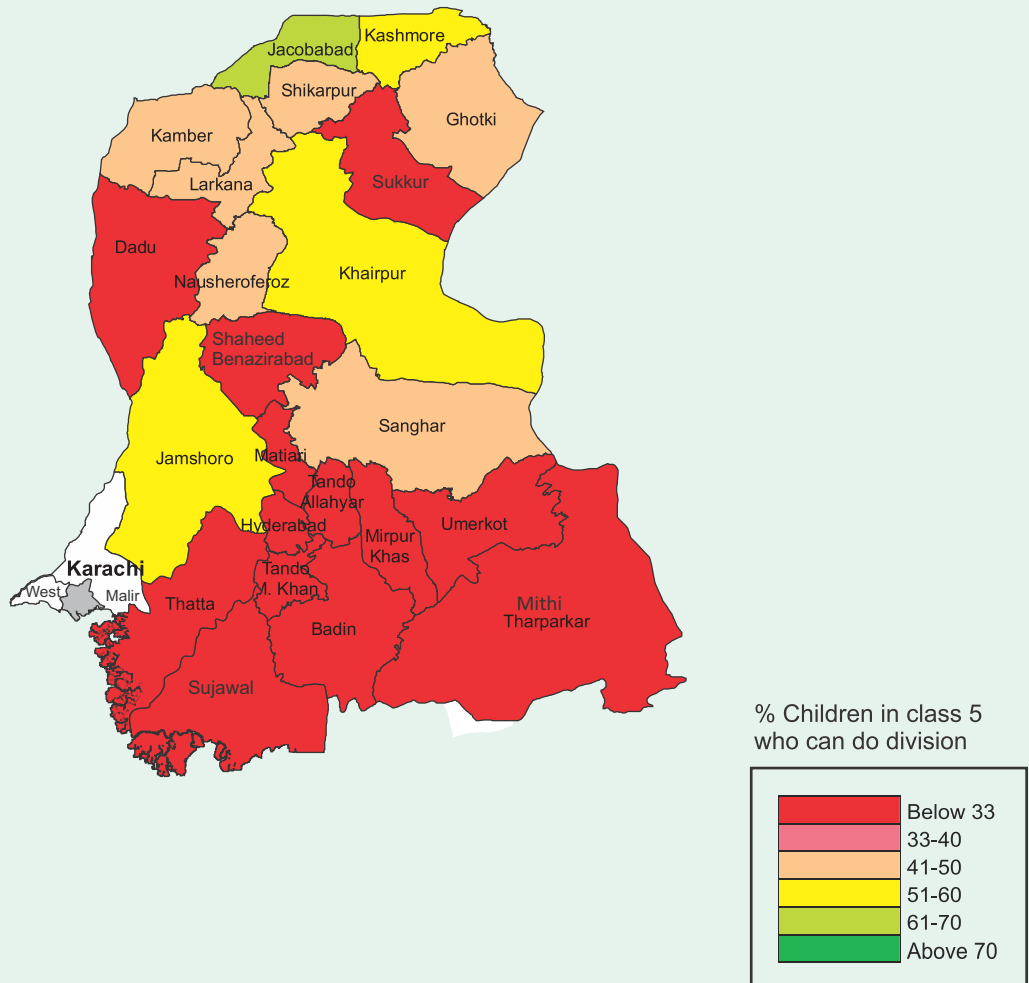 Kashmore
Jacobabad
Shikarpur
Ghotki
Kamber
Larkana
Sukkur
Dadu
Khairpur
Nausheroferoz
Shaheed
Benazirabad
Sanghar
Matiari
Jamshoro
Tando
Allahyar
Hyderabad
Umerkot
Mirpur
Khas
Karachi
Tando
M. Khan
West
Malir
Thatta
Mithi
Tharparkar
Badin
Sujawal
% Children in class 5
who can do division
Below 33
33-40
41-50
51-60
61-70
Above 70